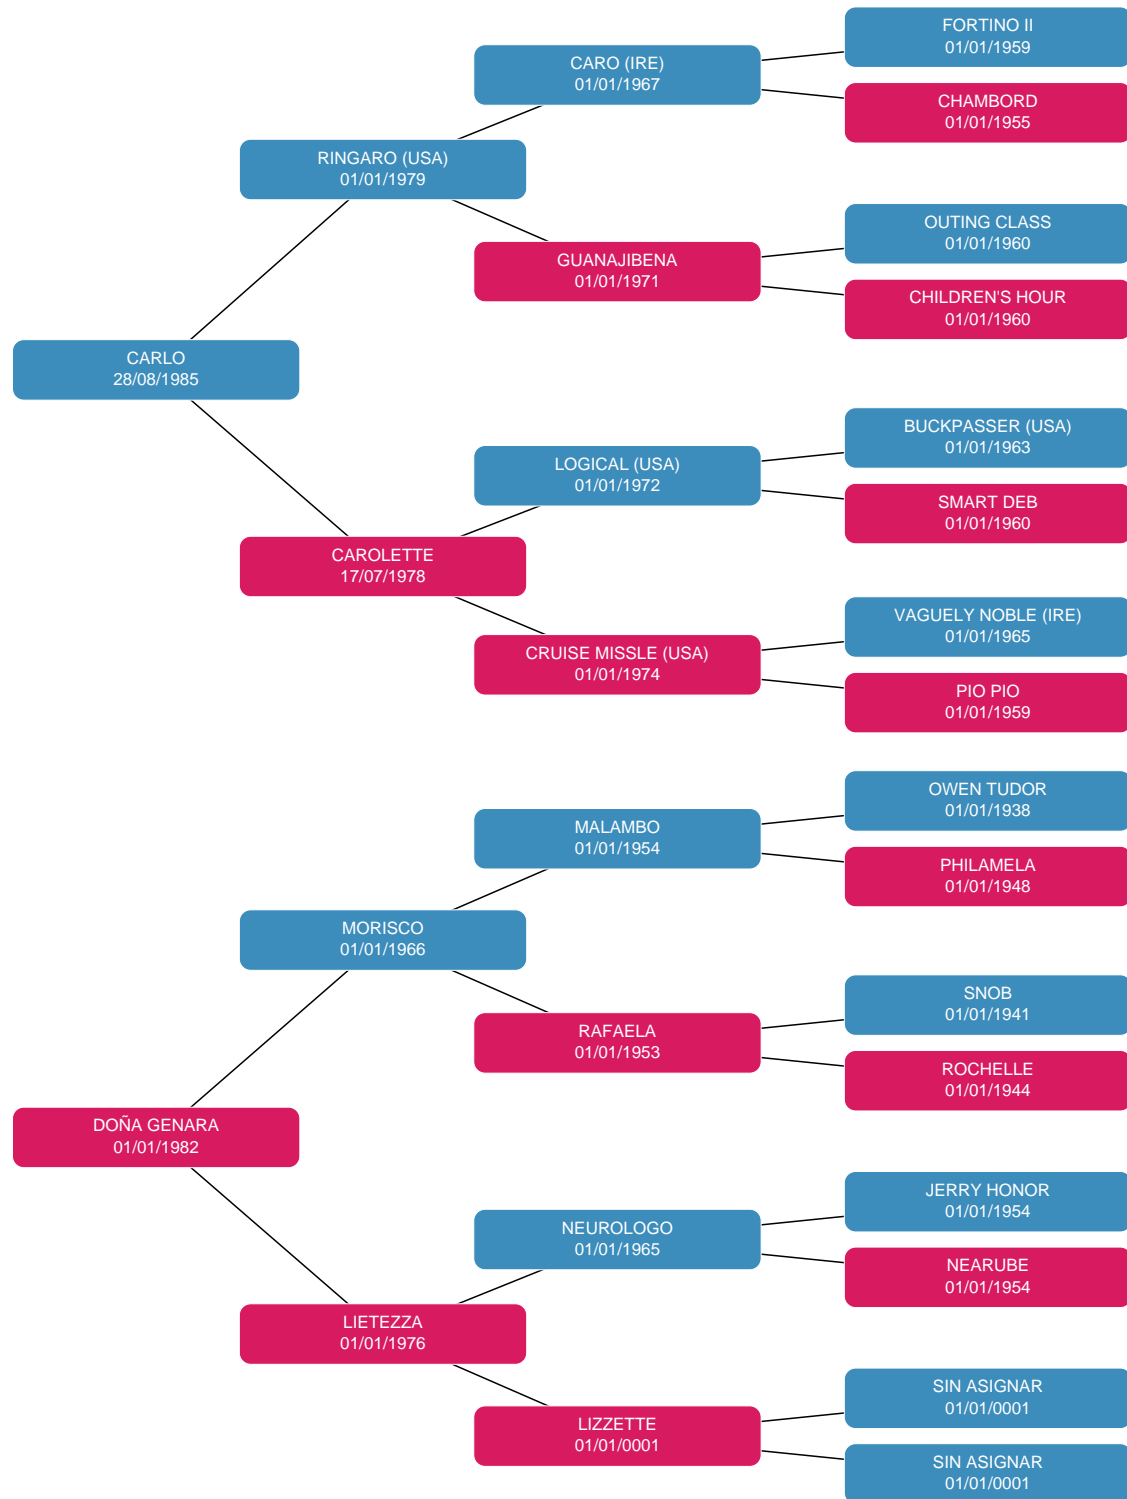 FORTINO II
01/01/1959
CARO (IRE)
01/01/1967
CHAMBORD
01/01/1955
RINGARO (USA)
01/01/1979
OUTING CLASS
01/01/1960
GUANAJIBENA
01/01/1971
CHILDREN'S HOUR
01/01/1960
CARLO
28/08/1985
BUCKPASSER (USA)
01/01/1963
LOGICAL (USA)
01/01/1972
SMART DEB
01/01/1960
CAROLETTE
17/07/1978
VAGUELY NOBLE (IRE)
01/01/1965
CRUISE MISSLE (USA)
01/01/1974
PIO PIO
01/01/1959
OWEN TUDOR
01/01/1938
MALAMBO
01/01/1954
PHILAMELA
01/01/1948
MORISCO
01/01/1966
SNOB
01/01/1941
RAFAELA
01/01/1953
ROCHELLE
01/01/1944
DOÑA GENARA
01/01/1982
JERRY HONOR
01/01/1954
NEUROLOGO
01/01/1965
NEARUBE
01/01/1954
LIETEZZA
01/01/1976
SIN ASIGNAR
01/01/0001
LIZZETTE
01/01/0001
SIN ASIGNAR
01/01/0001